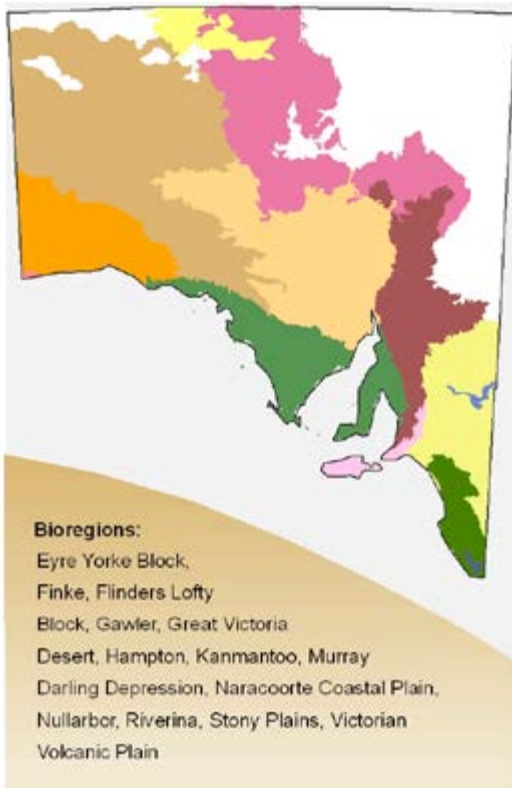 Bioregions:
Eyre Yorke Block,
Finke, Flinders Lofty
Block, Gawler, Great Victoria
Desert, Hampton, Kanmantoo, Murray
Darling Depression, Naracoorte Coastal Plain,
Nullarbor, Riverina, Stony Plains, Victorian
Volcanic Plain